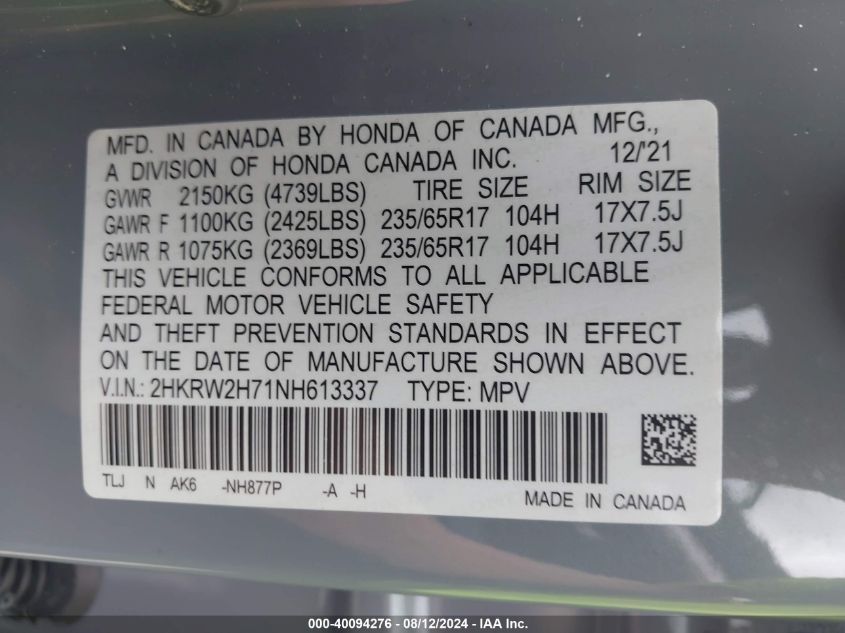 MFD. IN CANADA BY HONDA OF CANADA MFG.,
A DIVISION OF HONDA CANADA INC. 12/'21
GVWR 2150KG (4739LBS) TIRE SIZE RIM SIZE
GAWR F 1100KG (2425LBS) 235/65R17 104H 17X7.5J
GAWR R 1075KG (2369LBS) 235/65R17 104H 17X7.5J
THIS VEHICLE CONFORMS TO ALL APPLICABLE
FEDERAL MOTOR VEHICLE SAFETY
AND THEFT PREVENTION STANDARDS IN EFFECT
ON THE DATE OF MANUFACTURE SHOWN ABOVE.
V.I.N.: 2HKRW2H71NH613337 TYPE: MPV
TLJ N AK6 -NH877P -A -H
MADE IN CANADA
000-40094276 - 08/12/2024 - IAA Inc.